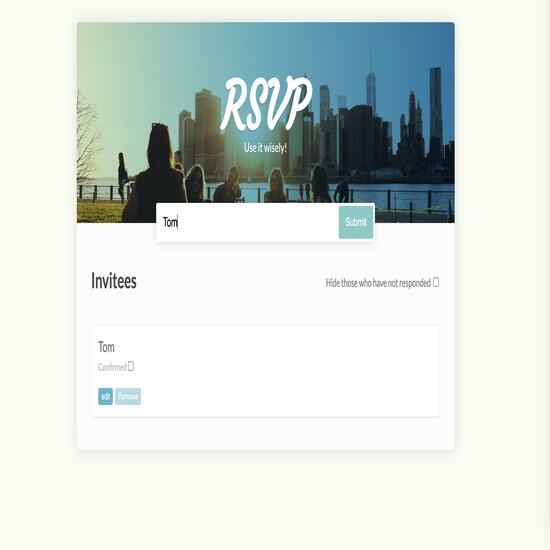 RSVP
Use it wisely!
Tom
Submit
Invitees
Hide those who have not responded
Tom
Confirmed
edit Remove